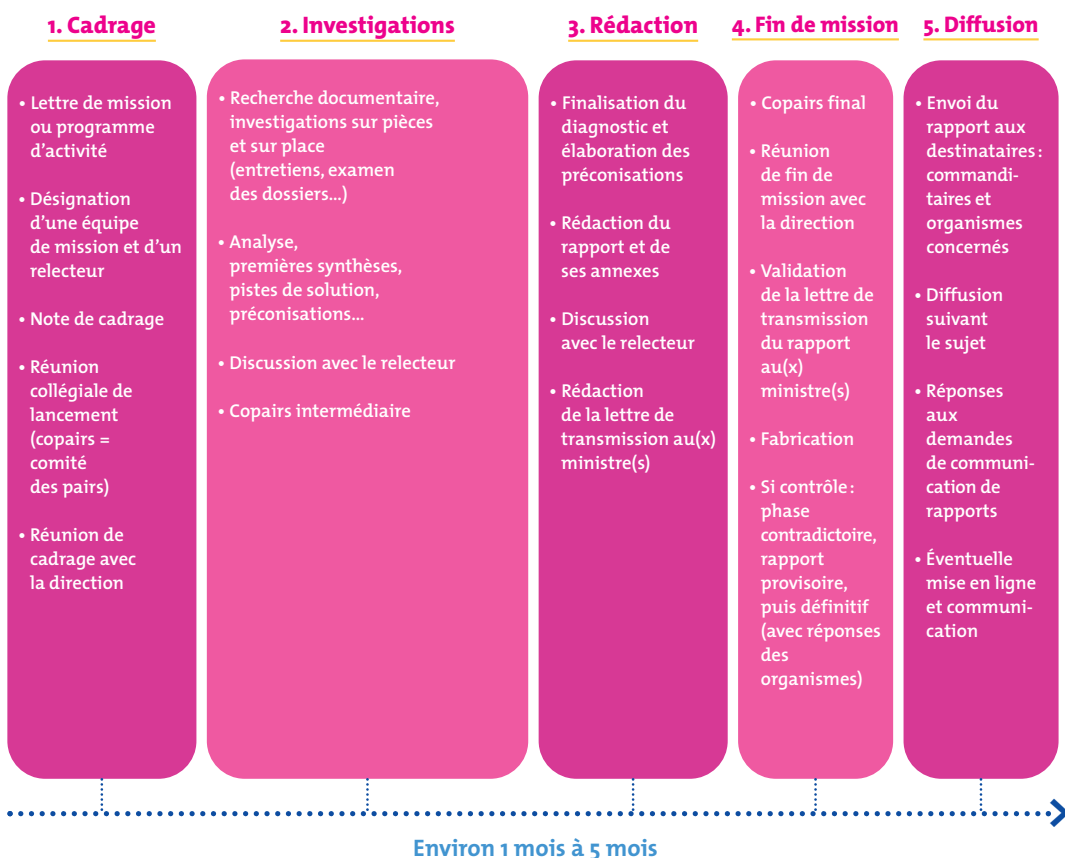 1. Cadrage
• Lettre de mission
ou programme
d'activité
• Désignation
d'une équipe
de mission et d'un
relecteur
• Note de cadrage
• Réunion
collégiale de
lancement
(copairs =
comité
des pairs)
• Réunion de
cadrage avec
la direction
2. Investigations
• Recherche documentaire,
investigations sur pièces
et sur place
(entretiens, examen
des dossiers...)
• Analyse,
premières synthèses,
pistes de solution,
préconisations...
• Discussion avec le relecteur
• Copairs intermédiaire
3. Rédaction
• Finalisation du
diagnostic et
élaboration des
préconisations
• Rédaction du
rapport et de
ses annexes
• Discussion
avec le relecteur
• Rédaction
de la lettre de
transmission au(x)
ministre(s)
4. Fin de mission
• Copairs final
• Réunion
de fin de
mission avec
la direction
• Validation
de la lettre de
transmission
du rapport
au(x)
ministre(s)
• Fabrication
• Si contrôle :
phase
contradictoire,
rapport
provisoire,
puis définitif
(avec réponses
des
organismes)
5. Diffusion
• Envoi du
rapport aux
destinataires :
commandi-
taires et
organismes
concernés
• Diffusion
suivant
le sujet
• Réponses
aux
demandes
de communi-
cation de
rapports
• Éventuelle
mise en ligne
et communi-
cation
Environ 1 mois à 5 mois